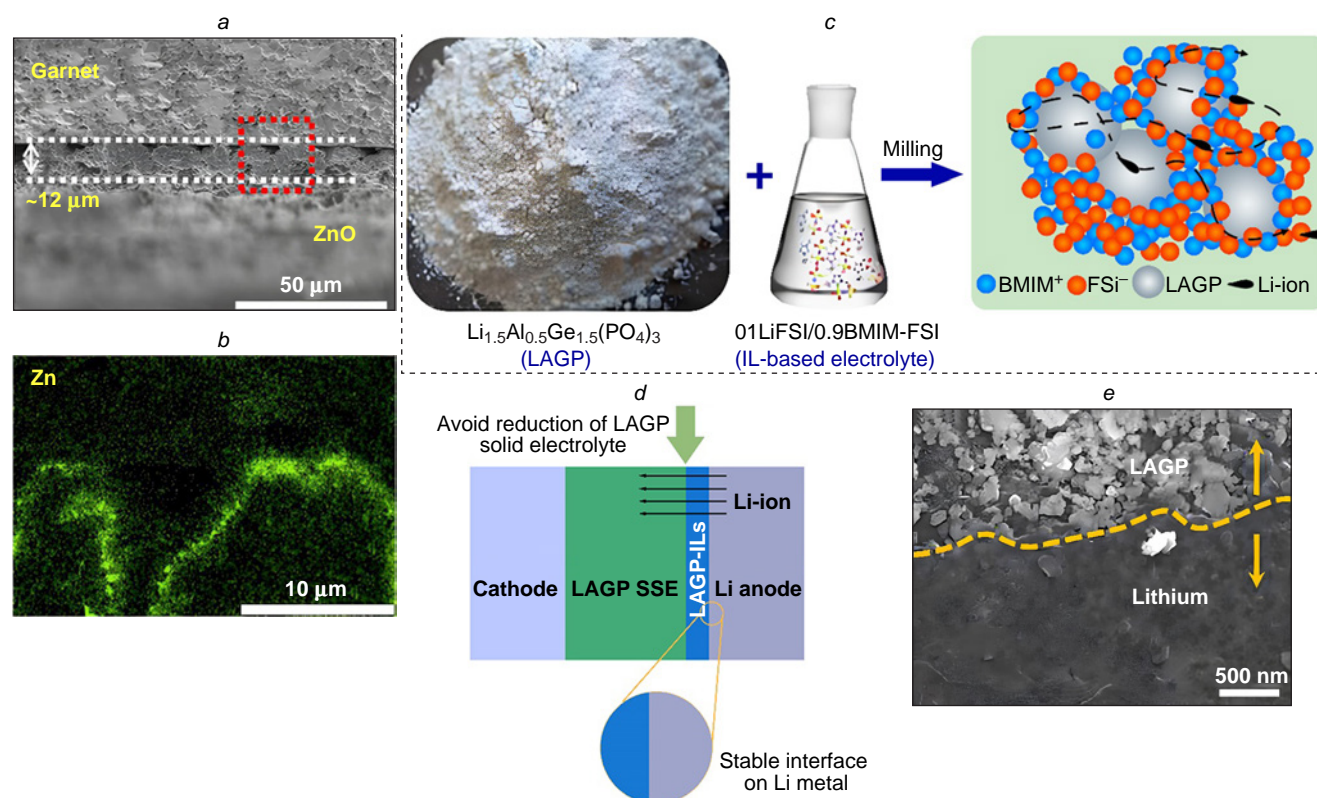 a
Garnet
~12 μm
ZnO
50 μm
b
Zn
10 μm
c
+
Milling
BMIM⁺ FSi⁻ LAGP Li-ion
Li₁.₅Al₀.₅Ge₁.₅(PO₄)₃
(LAGP)
01LiFSI/0.9BMIM-FSI
(IL-based electrolyte)
d
Avoid reduction of LAGP
solid electrolyte
Li-ion
Cathode
LAGP SSE
LAGP-ILs
Li anode
Stable interface
on Li metal
e
LAGP
Lithium
500 nm